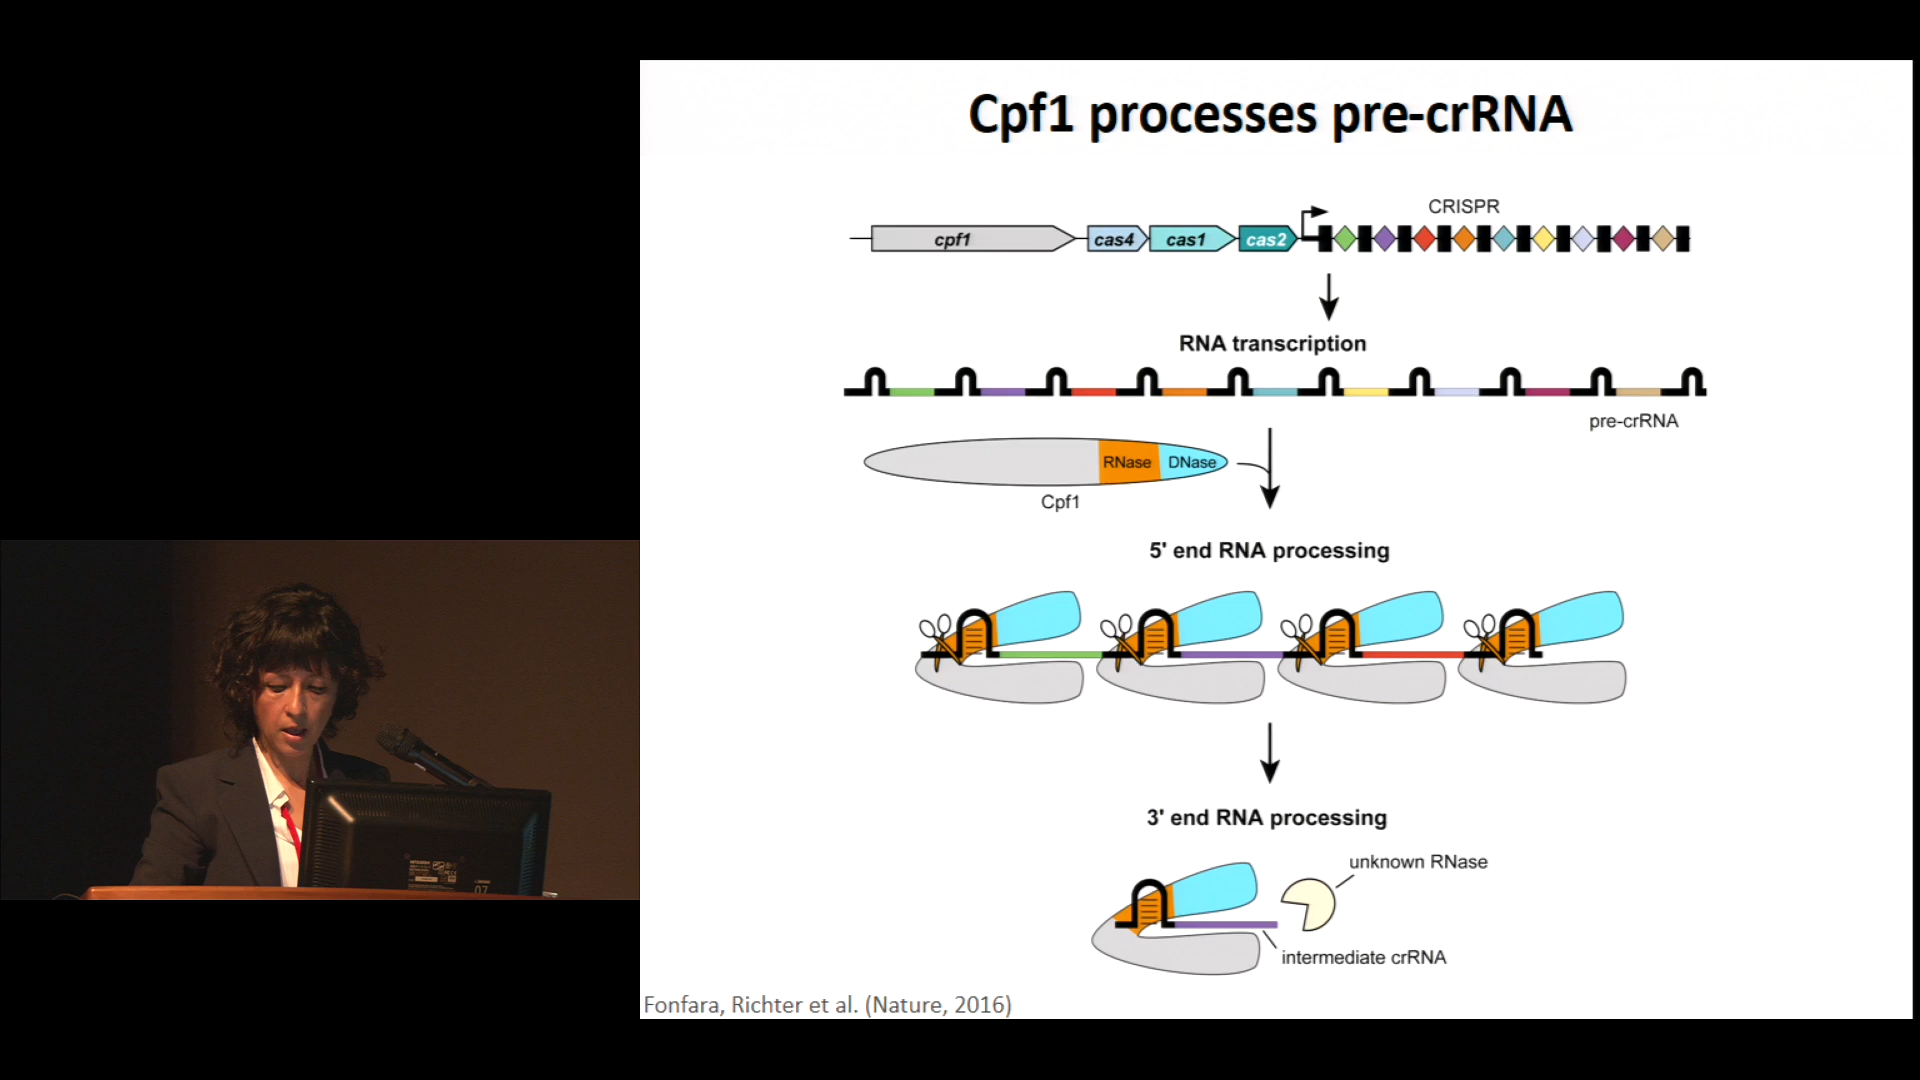 Cpf1 processes pre-crRNA
CRISPR
cpf1 cas4 cas1 cas2
RNA transcription
pre-crRNA
RNase DNase
Cpf1
5' end RNA processing
3' end RNA processing
unknown RNase
intermediate crRNA
Fonfara, Richter et al. (Nature, 2016)
07